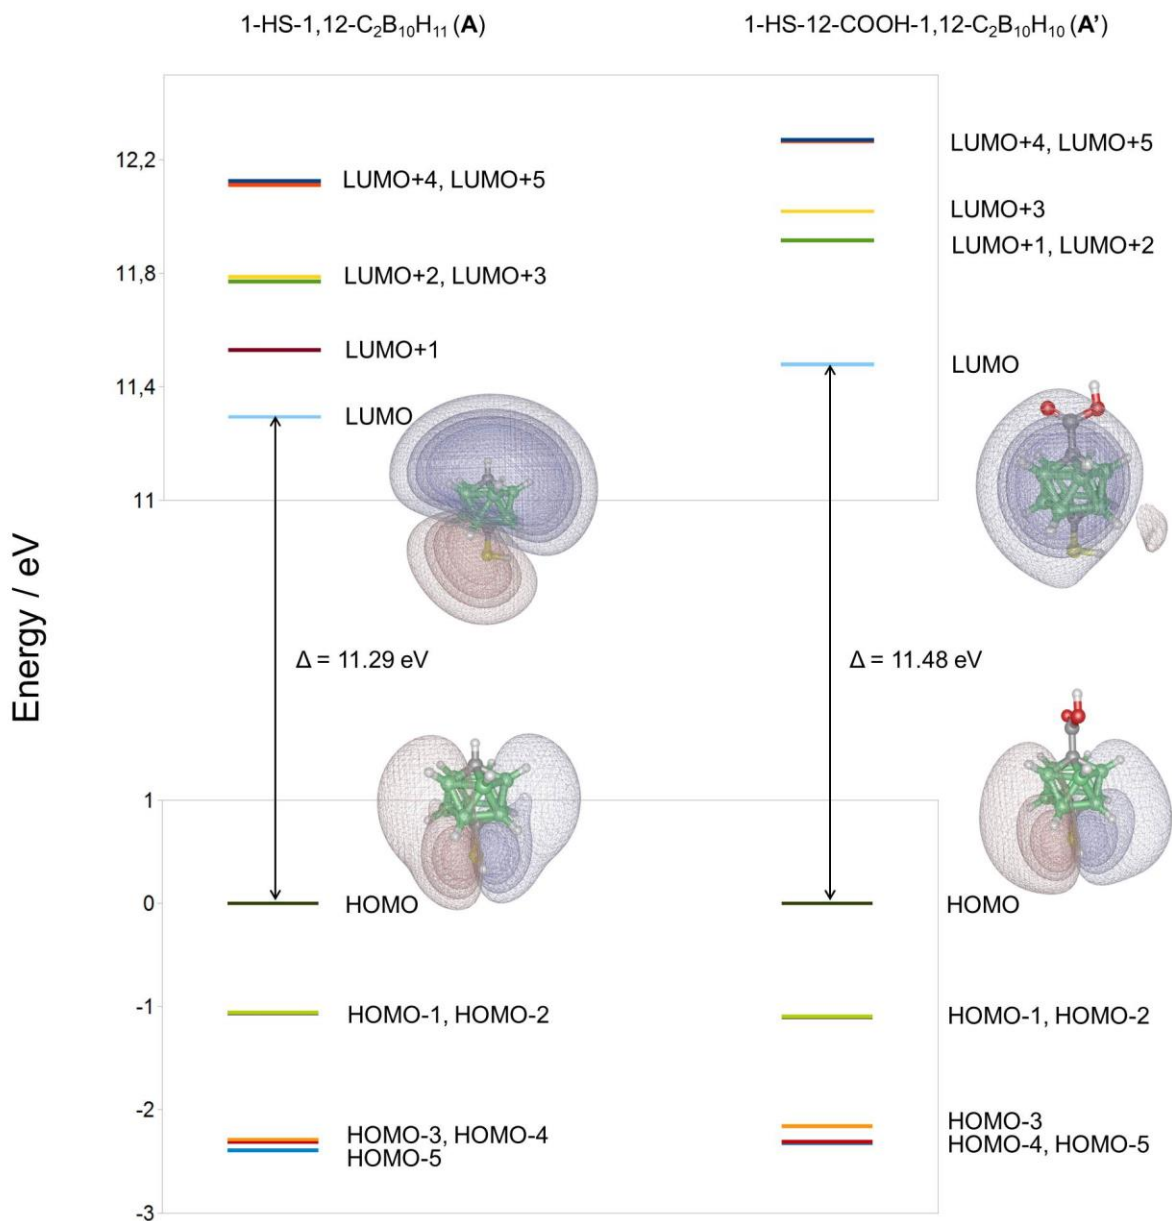 1-HS-1,12-C₂B₁₀H₁₁ (A)
1-HS-12-COOH-1,12-C₂B₁₀H₁₀ (A’)
Energy / eV
12,2
11,8
11,4
11
1
0
-1
-2
-3
LUMO+4, LUMO+5
LUMO+2, LUMO+3
LUMO+1
LUMO
Δ = 11.29 eV
HOMO
HOMO-1, HOMO-2
HOMO-3, HOMO-4
HOMO-5
LUMO+4, LUMO+5
LUMO+3
LUMO+1, LUMO+2
LUMO
Δ = 11.48 eV
HOMO
HOMO-1, HOMO-2
HOMO-3
HOMO-4, HOMO-5